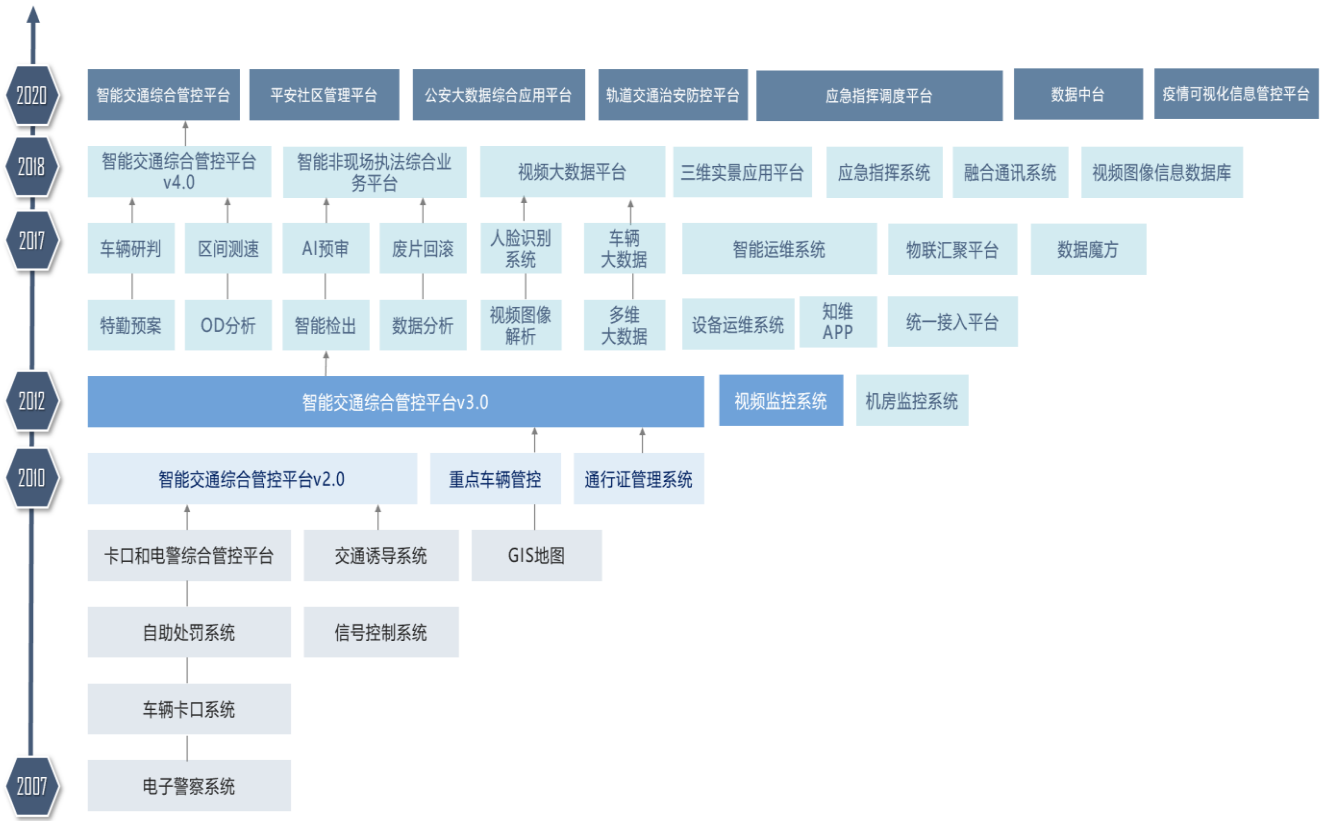 2020
智能交通综合管控平台
平安社区管理平台
公安大数据综合应用平台
轨道交通治安防控平台
应急指挥调度平台
数据中台
疫情可视化信息管控平台
2018
智能交通综合管控平台
v4.0
智能非现场执法综合业
务平台
视频大数据平台
三维实景应用平台
应急指挥系统
融合通讯系统
视频图像信息数据库
2017
车辆研判
区间测速
AI预审
废片回滚
人脸识别
系统
车辆
大数据
智能运维系统
物联汇聚平台
数据魔方
特勤预案
OD分析
智能检出
数据分析
视频图像
解析
多维
大数据
设备运维系统
知维
APP
统一接入平台
2012
智能交通综合管控平台v3.0
视频监控系统
机房监控系统
2010
智能交通综合管控平台v2.0
重点车辆管控
通行证管理系统
卡口和电警综合管控平台
交通诱导系统
GIS地图
自助处罚系统
信号控制系统
车辆卡口系统
2007
电子警察系统